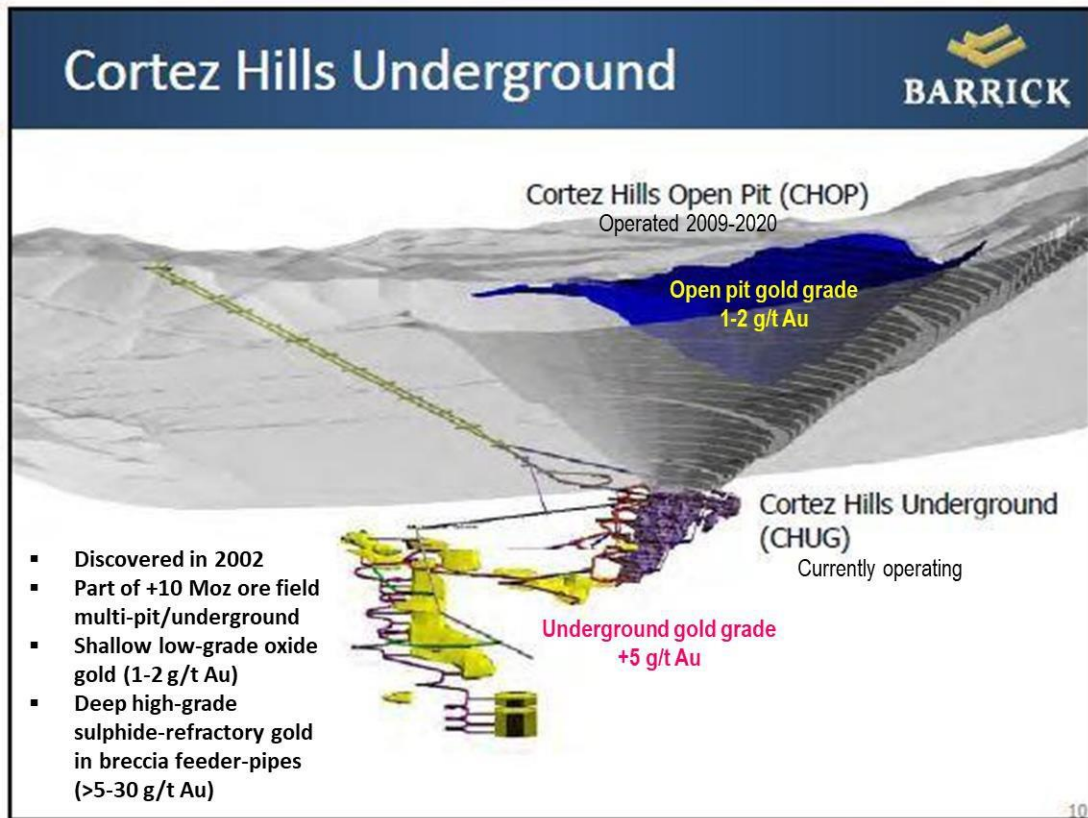 Cortez Hills Underground
BARRICK
Cortez Hills Open Pit (CHOP)
Operated 2009-2020
Open pit gold grade
1-2 g/t Au
Cortez Hills Underground
(CHUG)
Currently operating
Underground gold grade
+5 g/t Au
▪ Discovered in 2002
▪ Part of +10 Moz ore field
multi-pit/underground
▪ Shallow low-grade oxide
gold (1-2 g/t Au)
▪ Deep high-grade
sulphide-refractory gold
in breccia feeder-pipes
(>5-30 g/t Au)
10